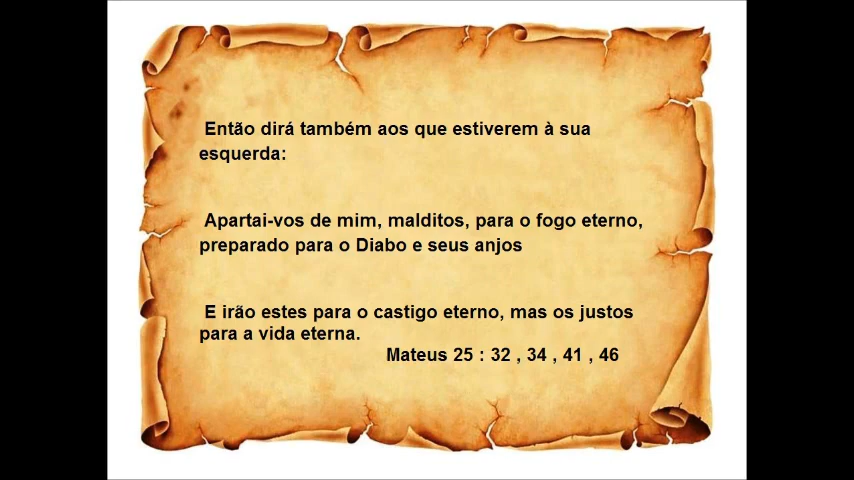 Então dirá também aos que estiverem à sua
esquerda:
Apartai-vos de mim, malditos, para o fogo eterno,
preparado para o Diabo e seus anjos
E irão estes para o castigo eterno, mas os justos
para a vida eterna.
Mateus 25 : 32 , 34 , 41 , 46